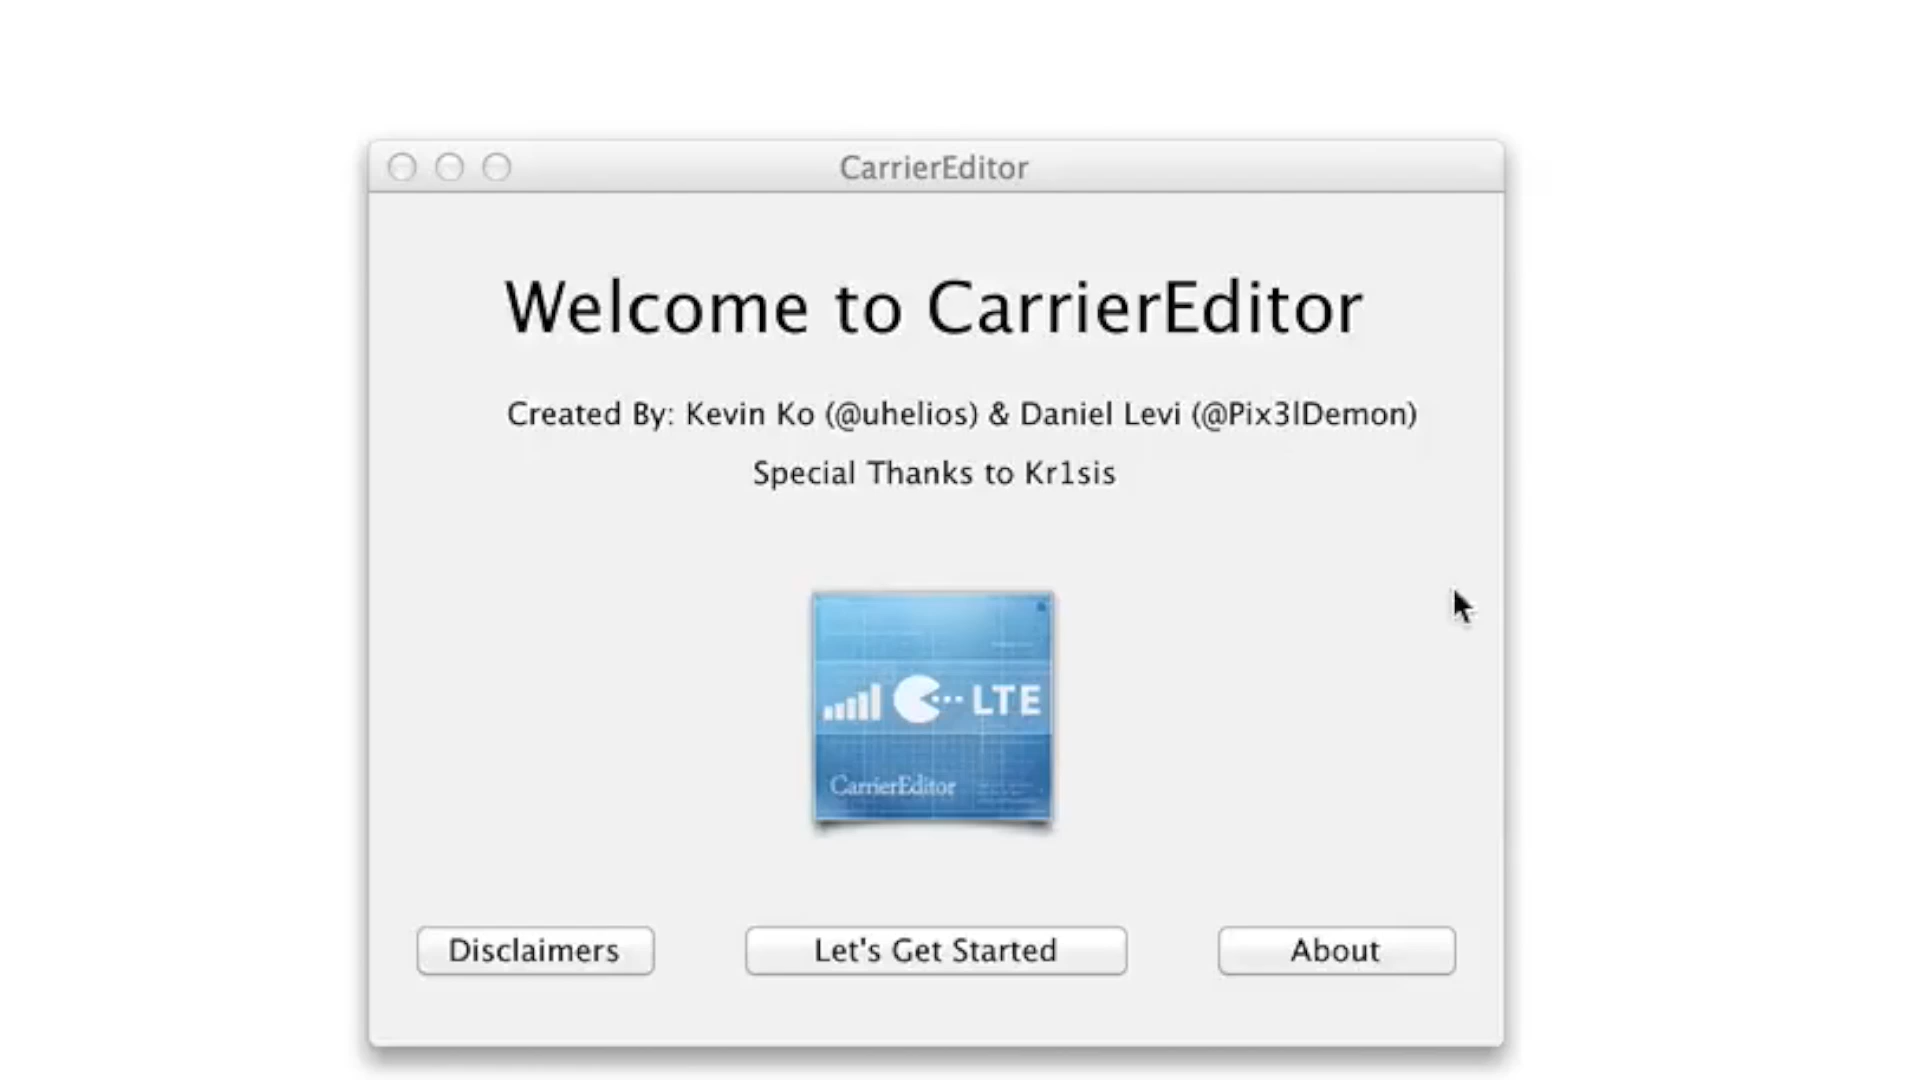 CarrierEditor
Welcome to CarrierEditor
Created By: Kevin Ko (@uhelios) & Daniel Levi (@Pix3lDemon)
Special Thanks to Kr1sis
LTE
CarrierEditor
Disclaimers
Let's Get Started
About